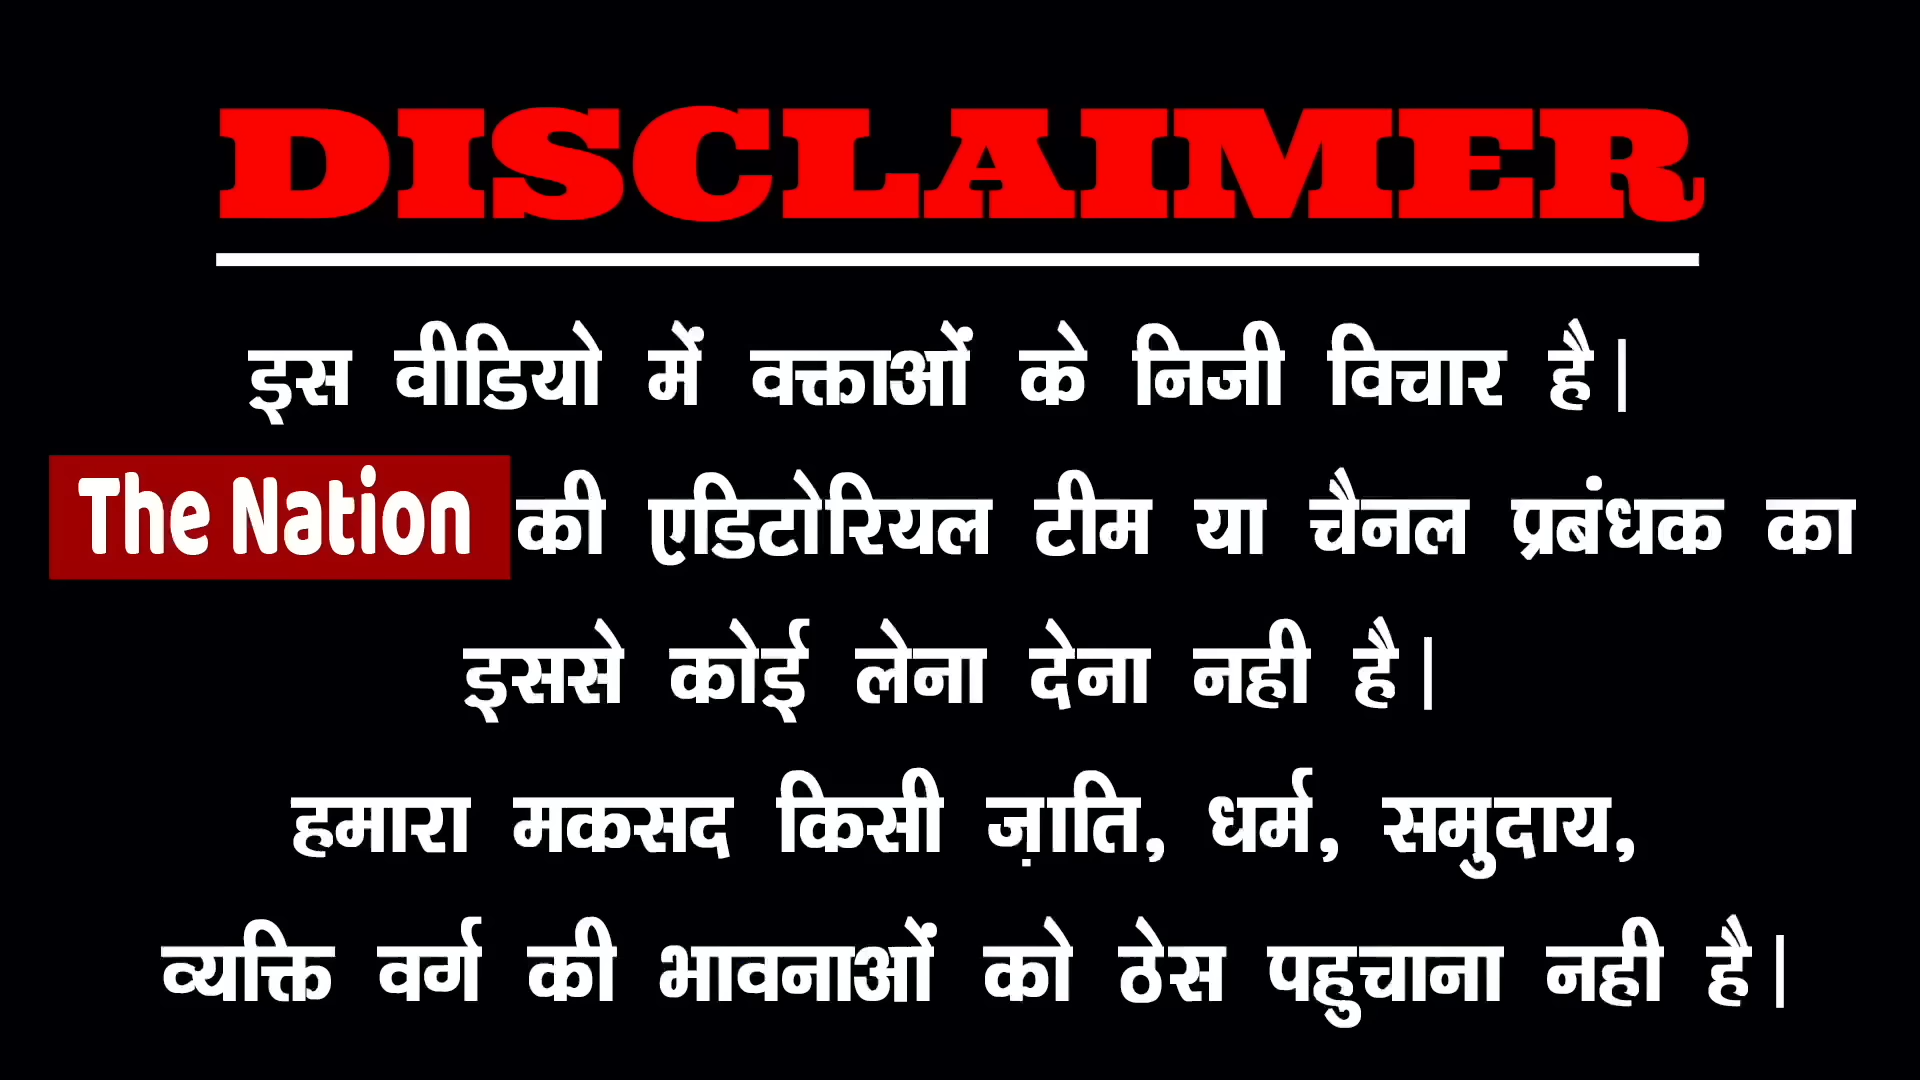 DISCLAIMER
इस वीडियो में वक्ताओं के निजी विचार है|
The Nation की एडिटोरियल टीम या चैनल प्रबंधक का
इससे कोई लेना देना नही है|
हमारा मकसद किसी ज़ाति, धर्म, समुदाय,
व्यक्ति वर्ग की भावनाओं को ठेस पहुचाना नही है|